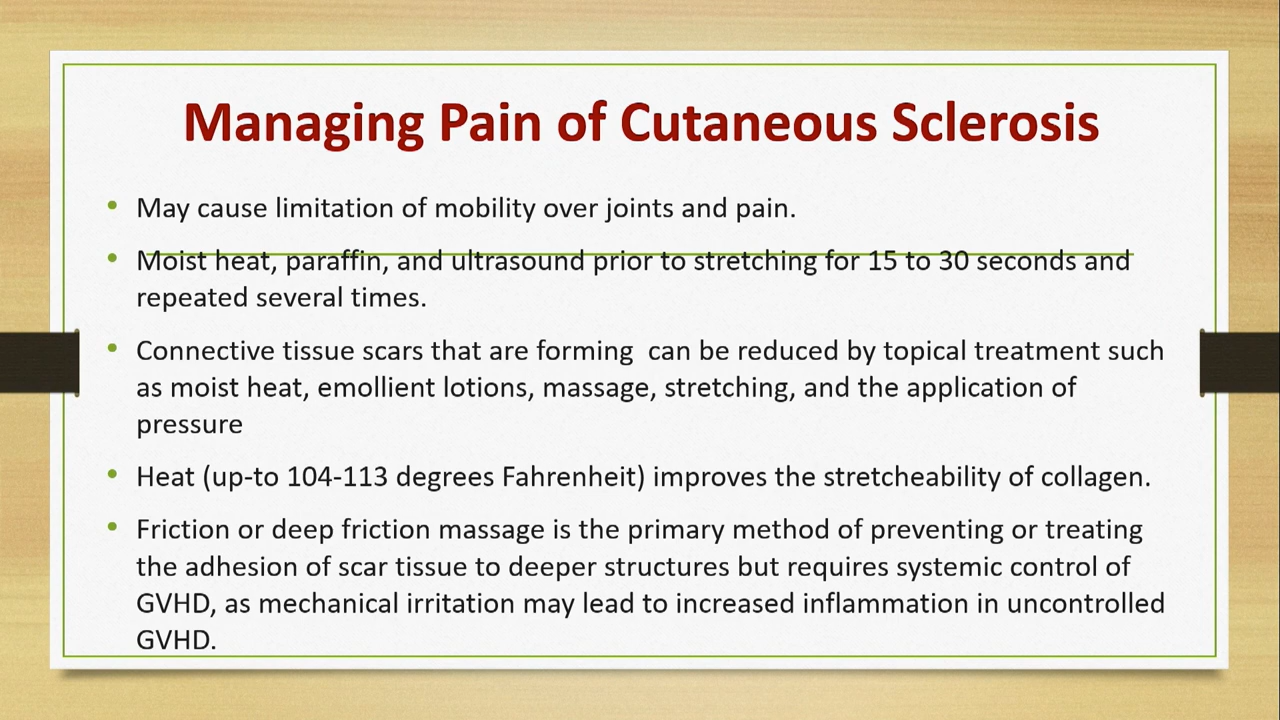 Managing Pain of Cutaneous Sclerosis
• May cause limitation of mobility over joints and pain.
• Moist heat, paraffin, and ultrasound prior to stretching for 15 to 30 seconds and
repeated several times.
• Connective tissue scars that are forming  can be reduced by topical treatment such
as moist heat, emollient lotions, massage, stretching, and the application of
pressure
• Heat (up-to 104-113 degrees Fahrenheit) improves the stretcheability of collagen.
• Friction or deep friction massage is the primary method of preventing or treating
the adhesion of scar tissue to deeper structures but requires systemic control of
GVHD, as mechanical irritation may lead to increased inflammation in uncontrolled
GVHD.